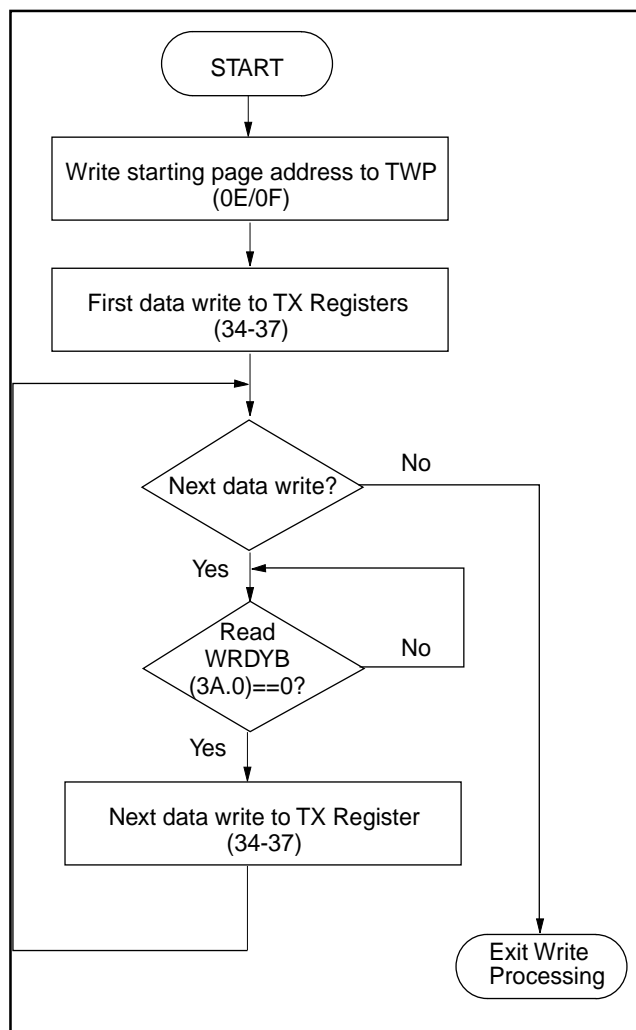 START
Write starting page address to TWP
(0E/0F)
First data write to TX Registers
(34-37)
Next data write?
No
Yes
Read
WRDYB
(3A.0)==0?
No
Yes
Next data write to TX Register
(34-37)
Exit Write
Processing